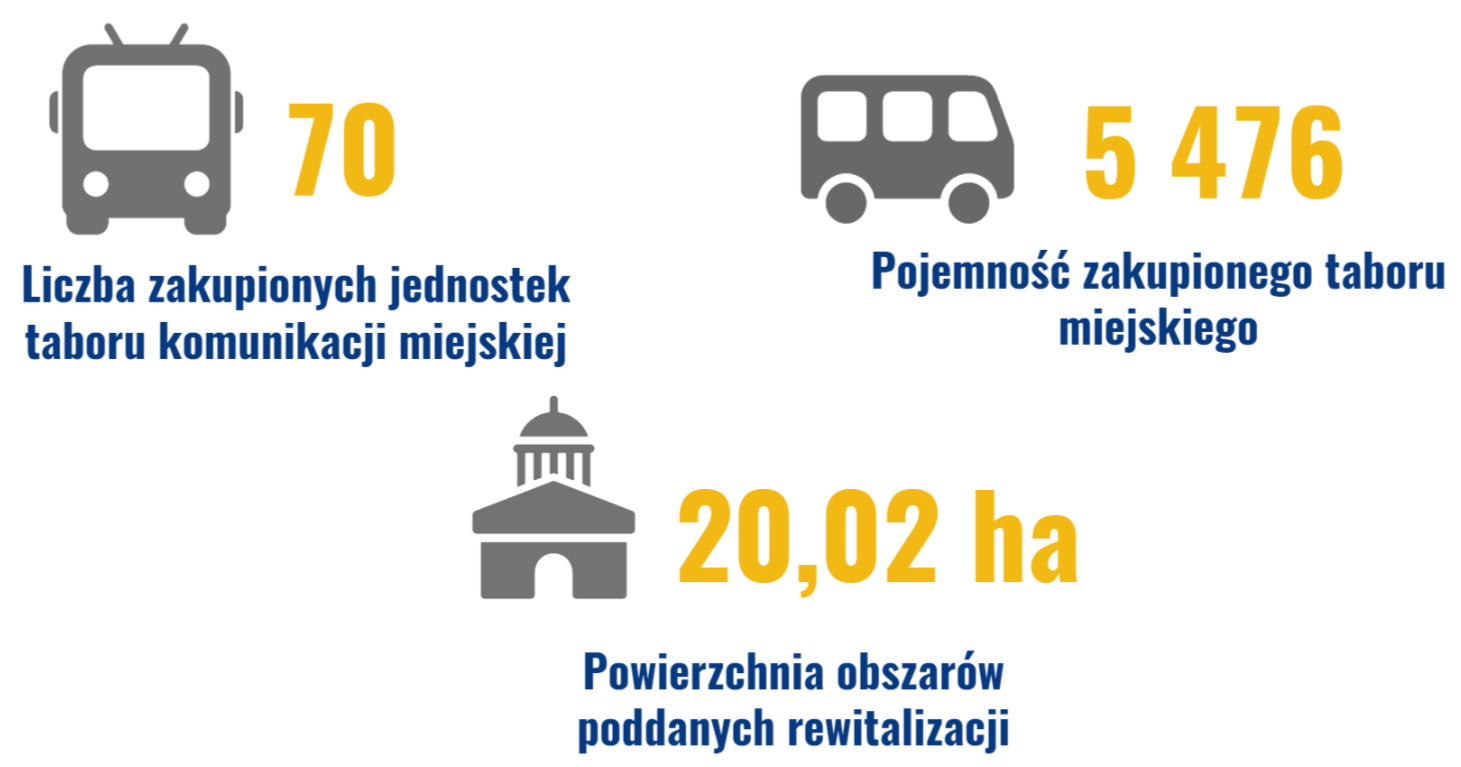 70
Liczba zakupionych jednostek
taboru komunikacji miejskiej
5 476
Pojemność zakupionego taboru
miejskiego
20,02 ha
Powierzchnia obszarów
poddanych rewitalizacji